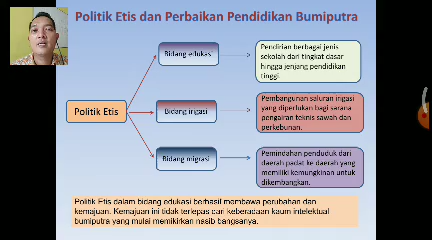 Politik Etis dan Perbaikan Pendidikan Bumiputra
Bidang edukasi
Pendirian berbagai jenis
sekolah dari tingkat dasar
hingga jenjang pendidikan
tinggi
Politik Etis
Bidang irigasi
Pembangunan saluran irigasi
yang diperlukan bagi sarana
pengairan teknis sawah dan
perkebunan.
Bidang migrasi
Pemindahan penduduk dari
daerah padat ke daerah yang
memiliki kemungkinan untuk
dikembangkan.
Politik Etis dalam bidang edukasi berhasil membawa perubahan dan
kemajuan. Kemajuan ini tidak terlepas dari keberadaan kaum intelektual
bumiputra yang mulai memikirkan nasib bangsanya.